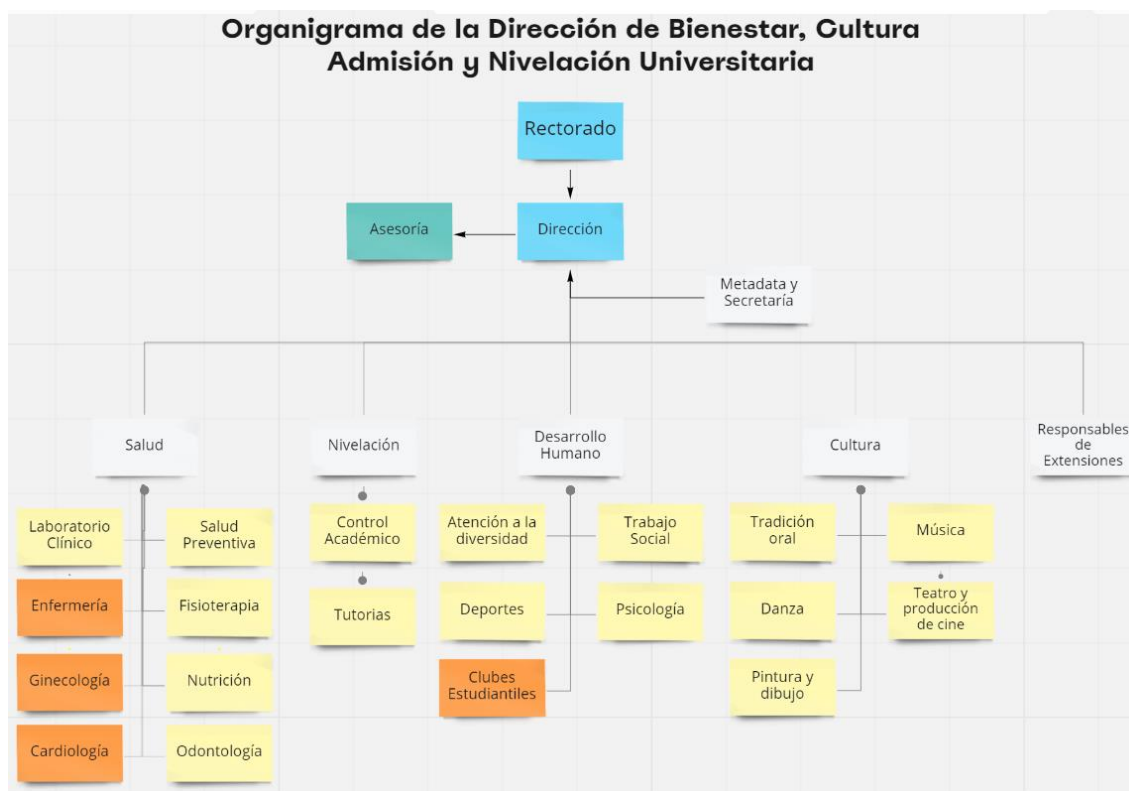 Organigrama de la Dirección de Bienestar, Cultura
Admisión y Nivelación Universitaria
Rectorado
Asesoría
Dirección
Metadata y
Secretaría
Salud
Nivelación
Desarrollo
Humano
Cultura
Responsables
de
Extensiones
Laboratorio
Clínico
Salud
Preventiva
Enfermería
Fisioterapia
Ginecología
Nutrición
Cardiología
Odontología
Control
Académico
Tutorias
Atención a la
diversidad
Trabajo
Social
Deportes
Psicología
Clubes
Estudiantiles
Tradición
oral
Música
Danza
Teatro y
producción
de cine
Pintura y
dibujo